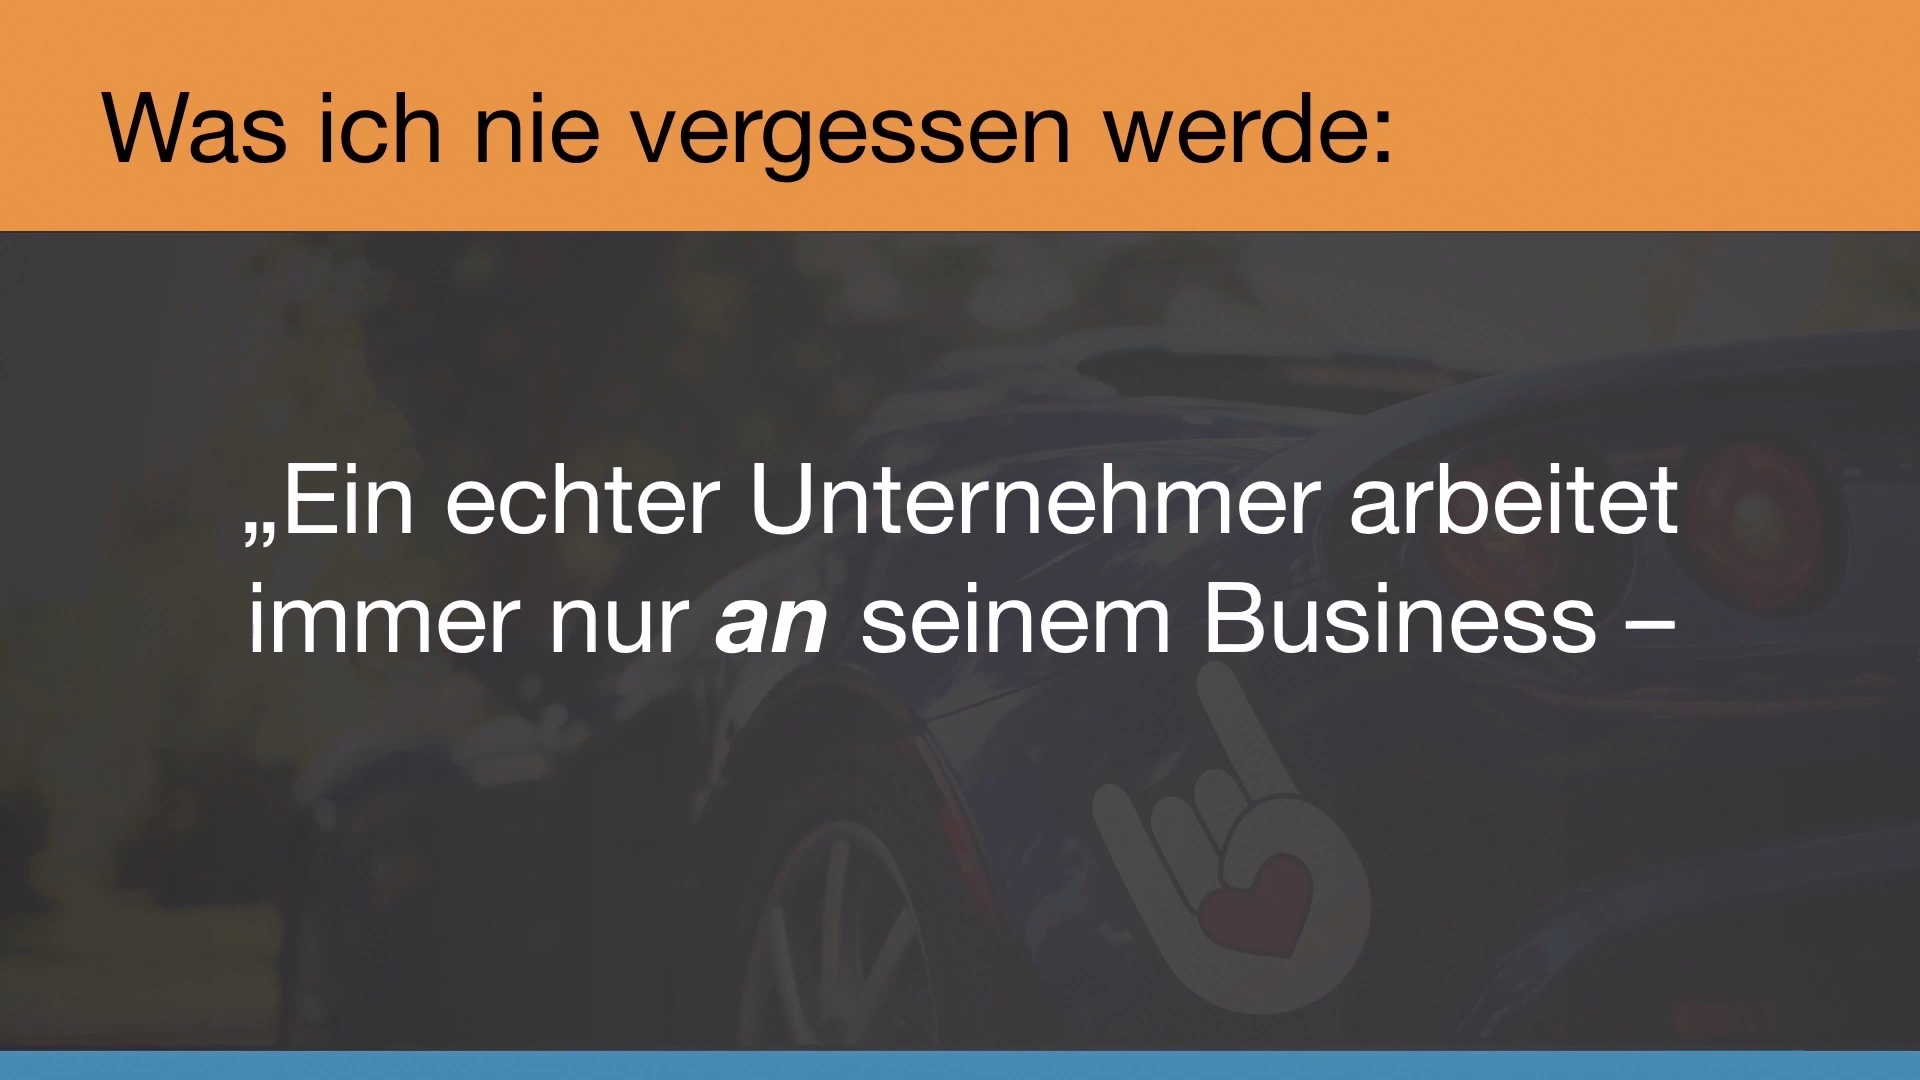 Was ich nie vergessen werde:
„Ein echter Unternehmer arbeitet
immer nur an seinem Business –